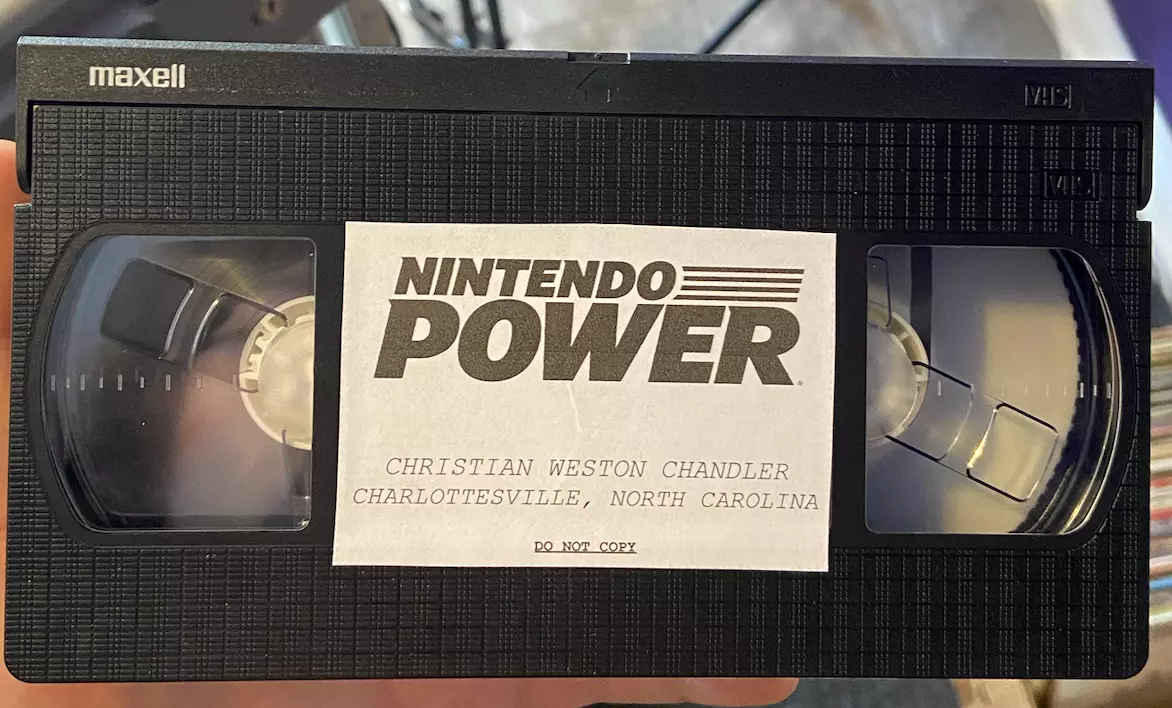 maxell
VHS
VHS
NINTENDO
POWER
CHRISTIAN WESTON CHANDLER
CHARLOTTESVILLE, NORTH CAROLINA
DO NOT COPY